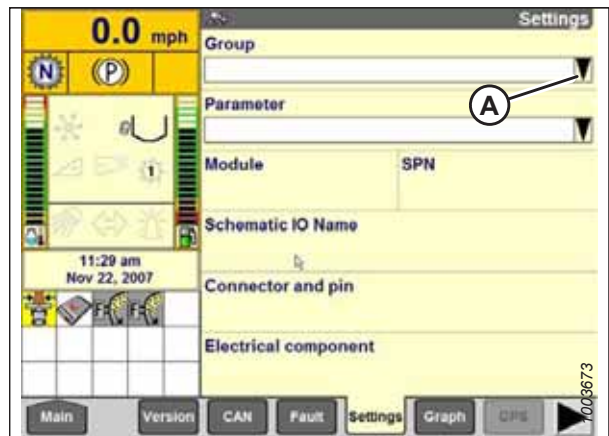 0.0 mph
Settings
Group
N
(P)
A
Parameter
1
Module
SPN
Schematic IO Name
11:29 am
Nov 22, 2007
Connector and pin
Electrical component
1003673
Main
Version
CAN
Fault
Settings
Graph
GPS